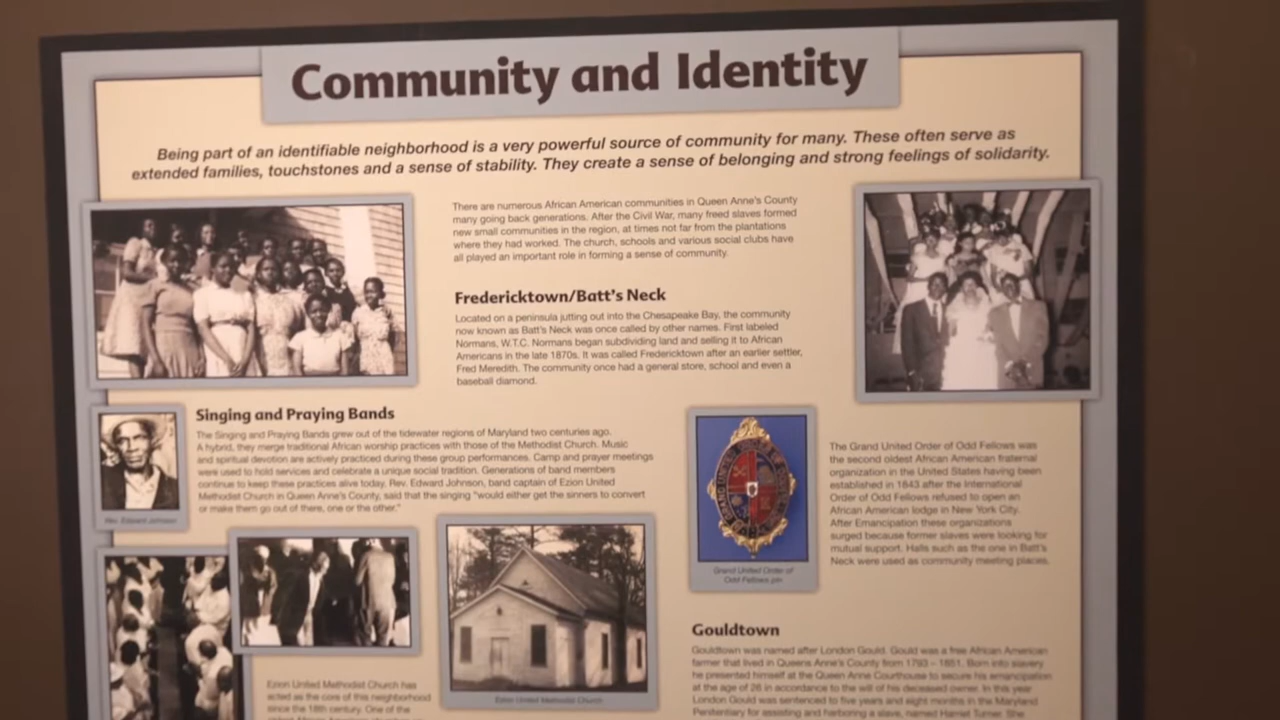 Community and Identity
Being part of an identifiable neighborhood is a very powerful source of community for many. These often serve as
extended families, touchstones and a sense of stability. They create a sense of belonging and strong feelings of solidarity.
There are numerous African American communities in Queen Anne's County
many going back generations. After the Civil War, many freed slaves formed
new small communities in the region, at times not far from the plantations
where they had worked. The church, schools and various social clubs have
all played an important role in forming a sense of community.
Fredericktown/Batt's Neck
Located on a peninsula jutting out into the Chesapeake Bay, the community
now known as Batt's Neck was once called by other names. First labeled
Normans, W.T.C. Normans began subdividing land and selling it to African
Americans in the late 1870s. It was called Fredericktown after an earlier settler,
Fred Meredith. The community once had a general store, school and even a
baseball diamond.
Singing and Praying Bands
The Singing and Praying Bands grew out of the tidewater regions of Maryland two centuries ago.
A hybrid, they merge traditional African worship practices with those of the Methodist Church. Music
and spiritual devotion are actively practiced during these group performances. Camp and prayer meetings
were used to hold services and celebrate a unique social tradition. Generations of band members
continue to keep these practices alive today. Rev. Edward Johnson, band captain of Ezion United
Methodist Church in Queen Anne's County, said that the singing "would either get the sinners to convert
or make them go out of there, one or the other."
Rev. Edward Johnson
The Grand United Order of Odd Fellows was
the second oldest African American fraternal
organization in the United States having been
established in 1843 after the International
Order of Odd Fellows refused to open an
African American lodge in New York City.
After Emancipation these organizations
surged because former slaves were looking for
mutual support. Halls such as the one in Batt's
Neck were used as community meeting places.
Grand United Order of
Odd Fellows pin
Ezion United Methodist Church has
acted as the core of this neighborhood
since the 18th century. One of the
Ezion United Methodist Church
Gouldtown
Gouldtown was named after London Gould. Gould was a free African American
farmer that lived in Queens Anne's County from 1793 – 1851. Born into slavery
he presented himself at the Queen Anne Courthouse to secure his emancipation
at the age of 26 in accordance to the will of his deceased owner. In this year
London Gould was sentenced to five years and eight months in the Maryland
Penitentiary for assisting and harboring a slave, named Harriet Turner. She